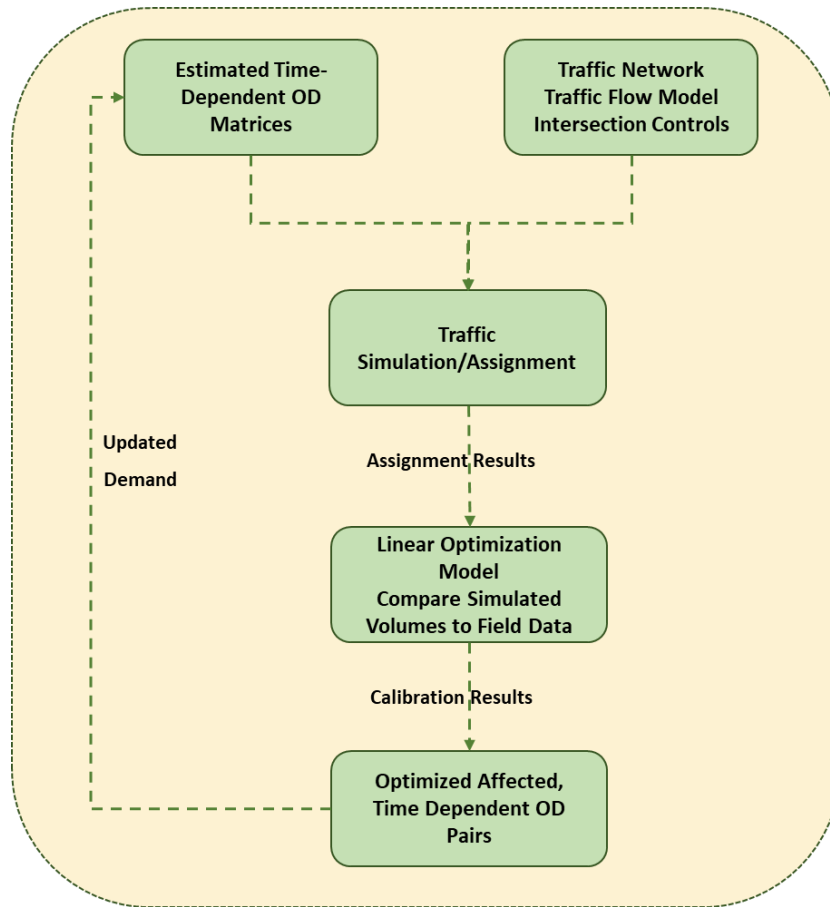 Estimated Time-
Dependent OD
Matrices
Traffic Network
Traffic Flow Model
Intersection Controls
Traffic
Simulation/Assignment
Updated
Demand
Assignment Results
Linear Optimization
Model
Compare Simulated
Volumes to Field Data
Calibration Results
Optimized Affected,
Time Dependent OD
Pairs